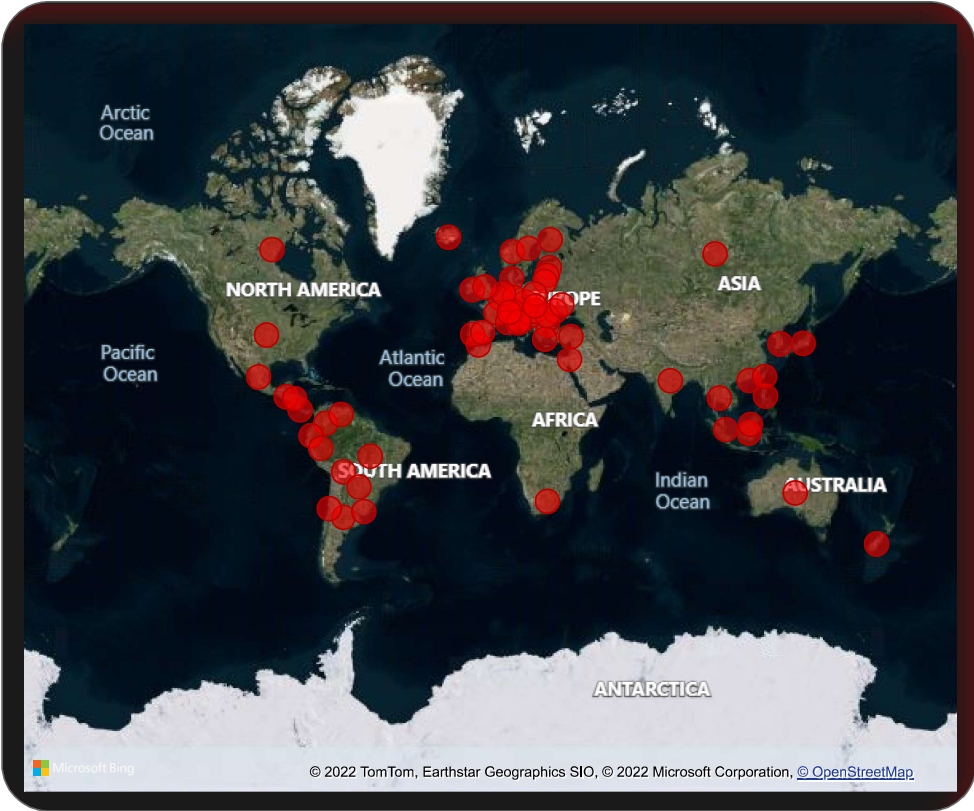 Arctic
Ocean
NORTH AMERICA
EUROPE
ASIA
Pacific
Ocean
Atlantic
Ocean
AFRICA
SOUTH AMERICA
Indian
Ocean
AUSTRALIA
ANTARCTICA
Microsoft Bing
© 2022 TomTom, Earthstar Geographics SIO, © 2022 Microsoft Corporation, © OpenStreetMap